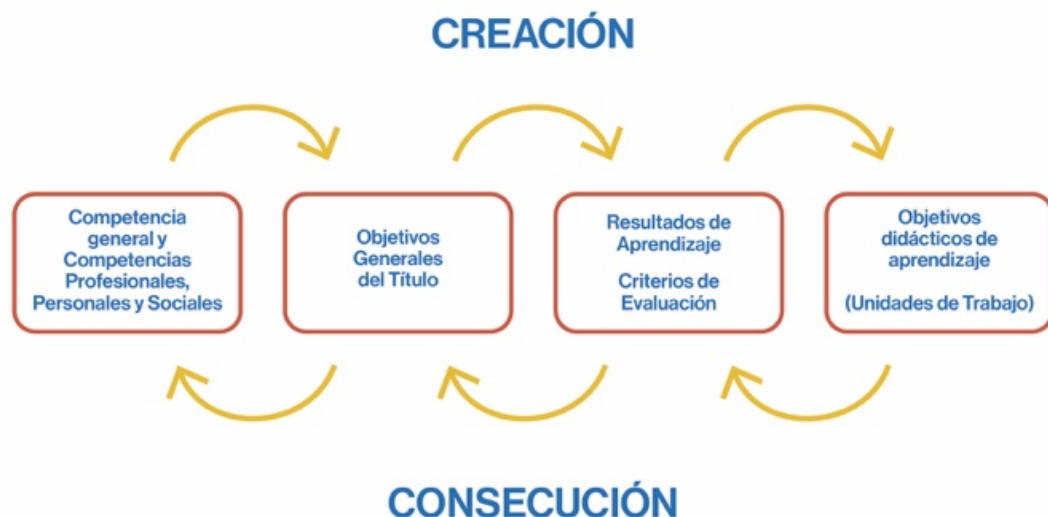 CREACIÓN
Competencia
general y
Competencias
Profesionales,
Personales y Sociales
Objetivos
Generales
del Título
Resultados de
Aprendizaje
Criterios de
Evaluación
Objetivos
didácticos de
aprendizaje
(Unidades de Trabajo)
CONSECUCIÓN